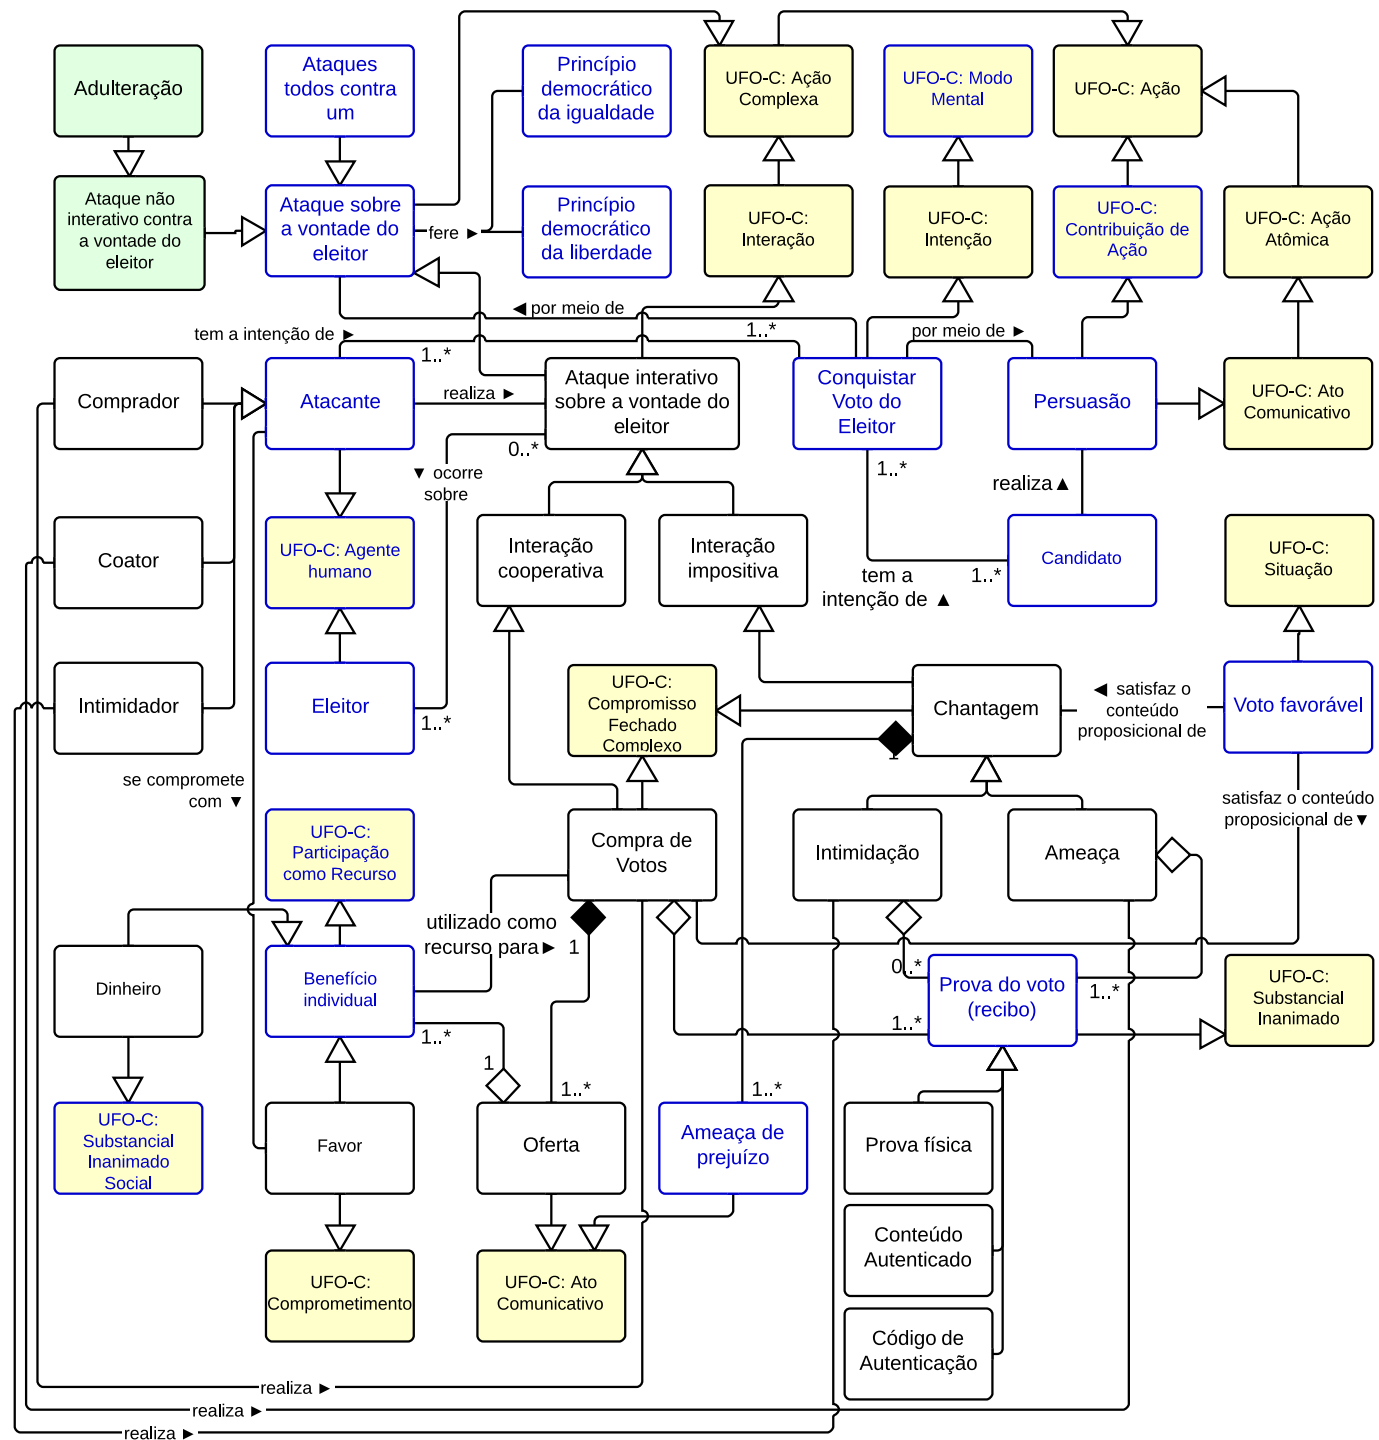 Adulteração
Ataques
todos contra
um
Princípio
democrático
da igualdade
UFO-C: Ação
Complexa
UFO-C: Modo
Mental
UFO-C: Ação
Ataque não
interativo contra
a vontade do
eleitor
Ataque sobre
a vontade do
eleitor
fere ►
Princípio
democrático
da liberdade
UFO-C:
Interação
UFO-C:
Intenção
UFO-C:
Contribuição de
Ação
UFO-C: Ação
Atômica
◄ por meio de
tem a intenção de ►
1..*
1..*
por meio de ►
Comprador
Atacante
realiza ►
Ataque interativo
sobre a vontade do
eleitor
Conquistar
Voto do
Eleitor
Persuasão
UFO-C: Ato
Comunicativo
0..*
▼ ocorre
sobre
1..*
realiza ▲
Coator
UFO-C: Agente
humano
Interação
cooperativa
Interação
impositiva
Candidato
UFO-C:
Situação
1..*
tem a
intenção de ▲
Intimidador
Eleitor
1..*
UFO-C:
Compromisso
Fechado
Complexo
Chantagem
1
◄ satisfaz o
conteúdo
proposicional de
Voto favorável
se compromete
com ▼
satisfaz o conteúdo
proposicional de ▼
UFO-C:
Participação
como Recurso
Compra de
Votos
Intimidação
Ameaça
utilizado como
recurso para ►
1
0..*
1..*
1..*
Dinheiro
Benefício
individual
1..*
1
Prova do voto
(recibo)
UFO-C:
Substancial
Inanimado
1..*
1..*
UFO-C:
Substancial
Inanimado
Social
Favor
Oferta
Ameaça de
prejuízo
Prova física
Conteúdo
Autenticado
UFO-C:
Comprometimento
UFO-C: Ato
Comunicativo
Código de
Autenticação
realiza ►
realiza ►
realiza ►